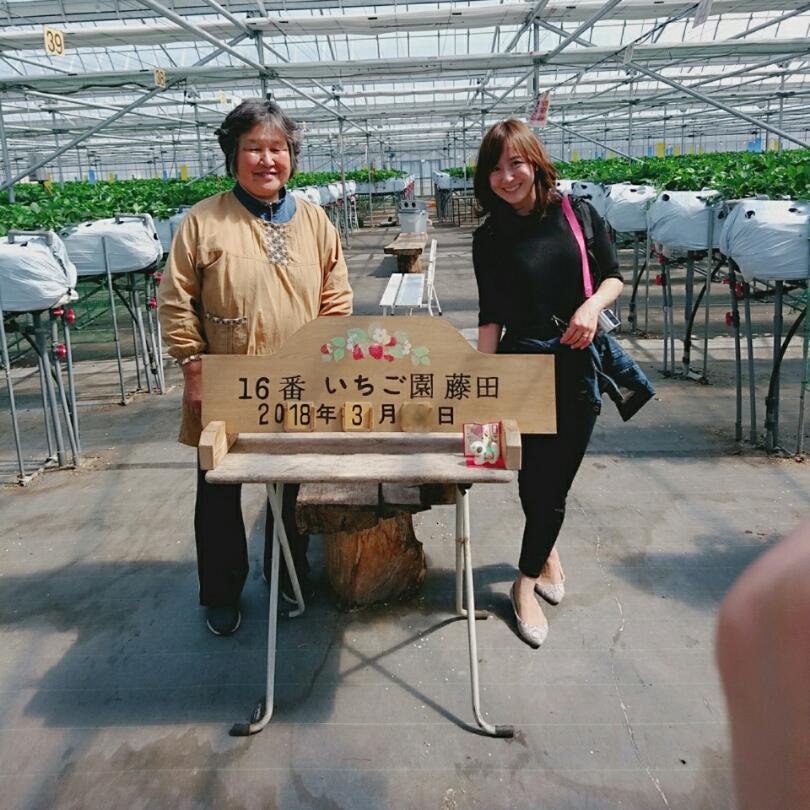 39
16番 いちご園 藤田
2018年3月 日